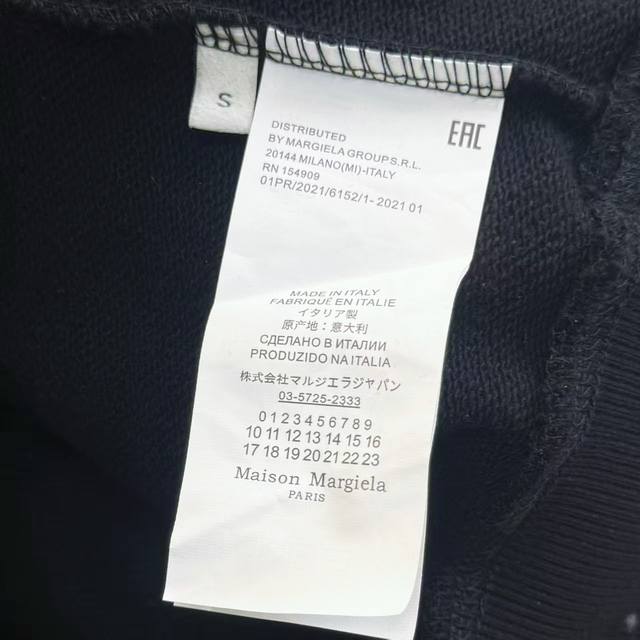 S
DISTRIBUTED
BY MARGIELA GROUP S.R.L.
20144 MILANO(MI)-ITALY
RN 154909
01PR/2021/6152/1- 2021 01
EAC
MADE IN ITALY
FABRIQUÉ EN ITALIE
イタリア製
原产地：意大利
СДЕЛАНО В ИТАЛИИ
PRODUZIDO NA ITALIA
株式会社マルジエラジャパン
03-5725-2333
0 1 2 3 4 5 6 7 8 9
10 11 12 13 14 15 16
17 18 19 20 21 22 23
Maison Margiela
PARIS